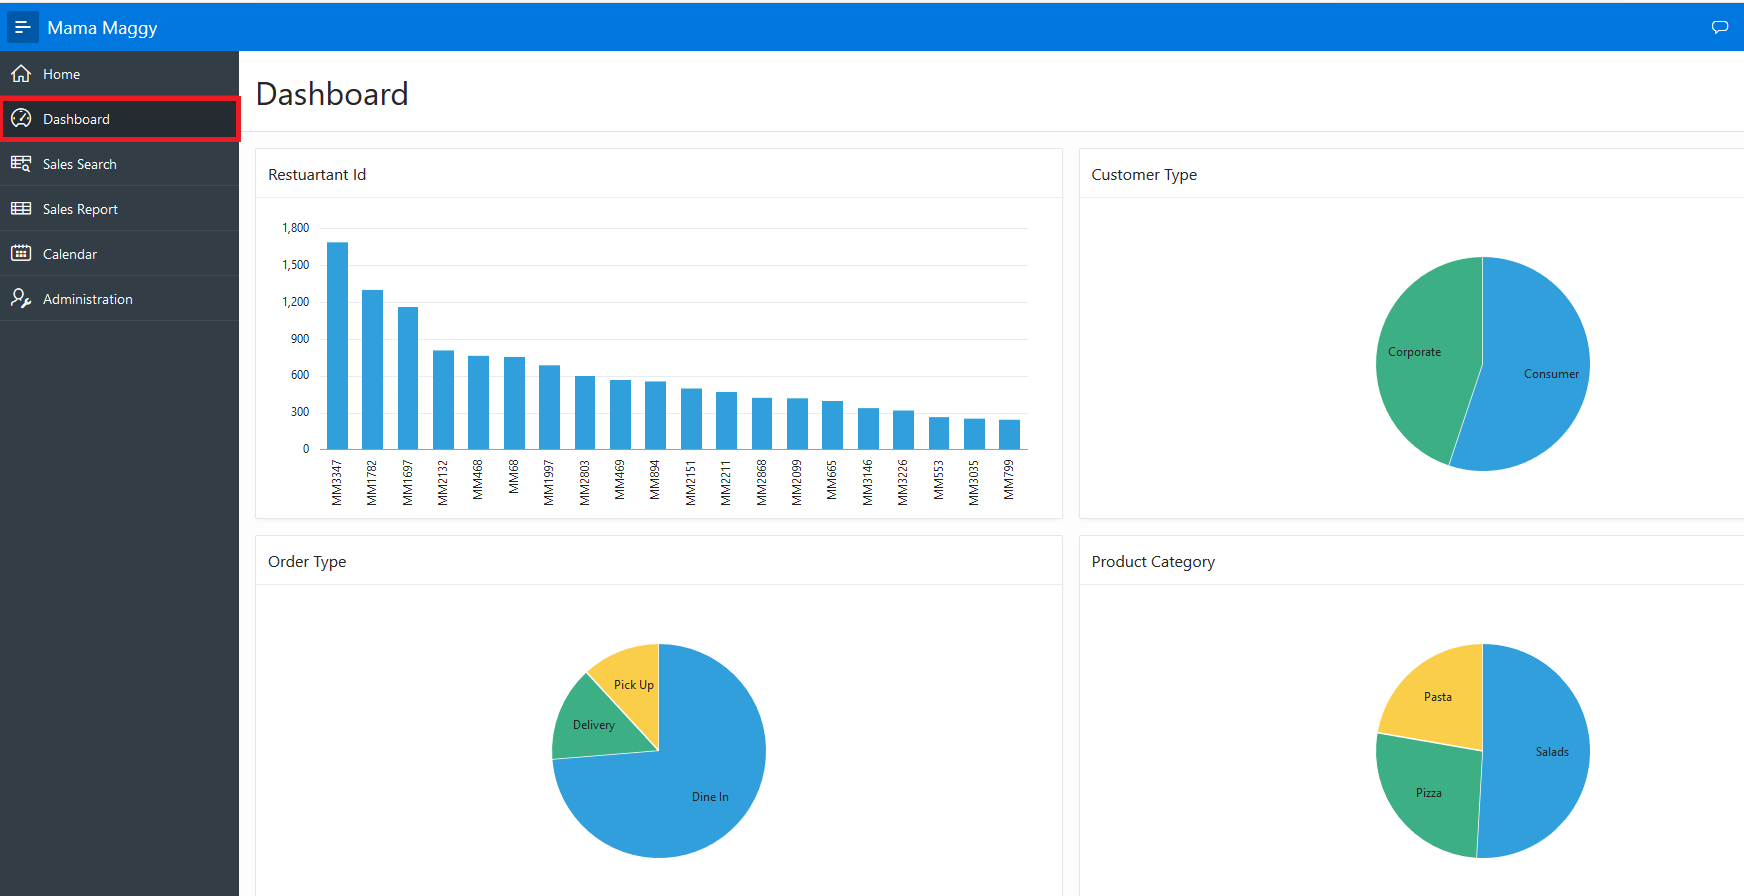 Mama Maggy
Home
Dashboard
Sales Search
Sales Report
Calendar
Administration
Dashboard
Restuartant Id
1,800
1,500
1,200
900
600
300
0
MM3347
MM1782
MM1697
MM2132
MM468
MM68
MM1997
MM2803
MM469
MM894
MM2151
MM2211
MM2868
MM2099
MM665
MM3146
MM3226
MM553
MM3035
MM799
Customer Type
Corporate
Consumer
Order Type
Pick Up
Delivery
Dine In
Product Category
Pasta
Salads
Pizza